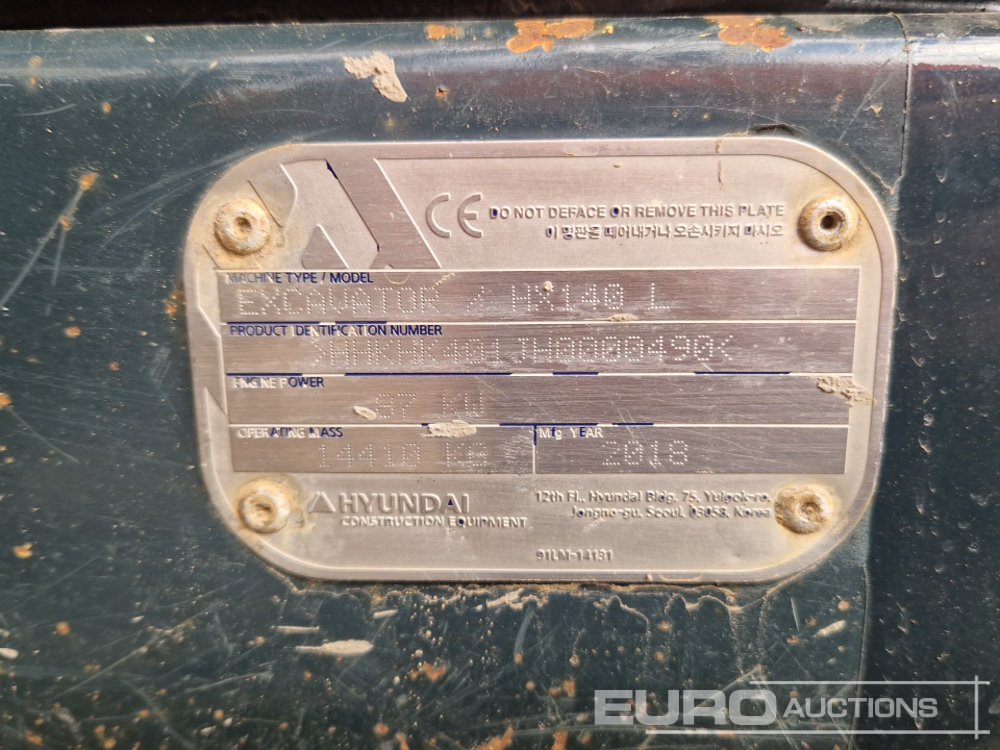 CE DO NOT DEFACE OR REMOVE THIS PLATE
이 명판은 떼어내거나 오손시키지 마시오
MACHINE TYPE / MODEL
EXCAVATOR / HX140 L
PRODUCT IDENTIFICATION NUMBER
>HHKHK401JH0000490<
ENGINE POWER
87 KW
OPERATING MASS
14410 KG
Mfg. YEAR
2018
HYUNDAI
CONSTRUCTION EQUIPMENT
12th Fl., Hyundai Bldg. 75, Yulgok-ro,
Jongno-gu, Seoul, 03058, Korea
91LM-14131
EURO AUCTIONS